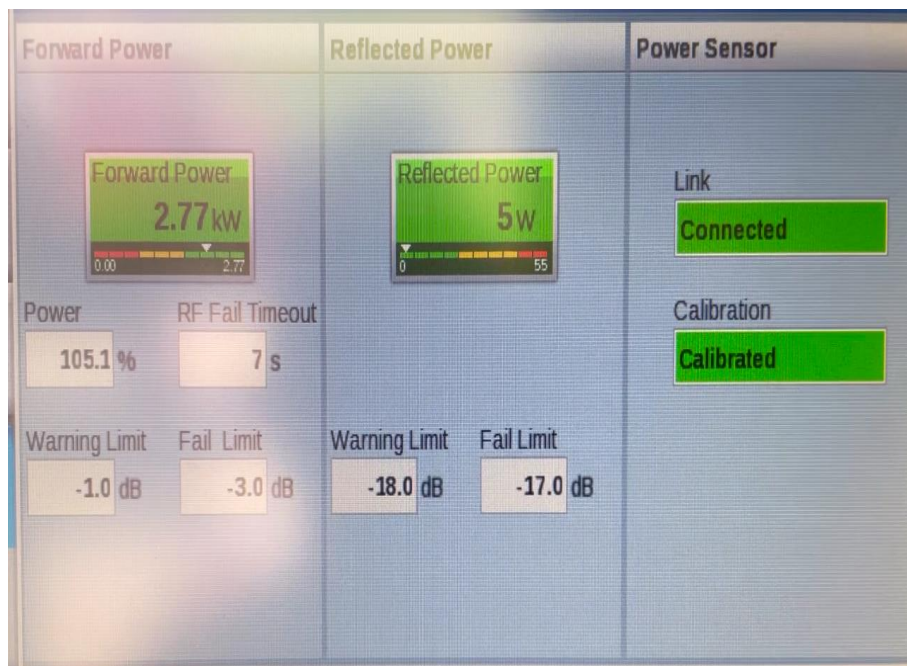 Forward Power
Reflected Power
Power Sensor
Forward Power
2.77 kW
0.00 2.77
Power
105.1 %
RF Fail Timeout
7 s
Warning Limit
-1.0 dB
Fail Limit
-3.0 dB
Reflected Power
5 W
0 55
Warning Limit
-18.0 dB
Fail Limit
-17.0 dB
Link
Connected
Calibration
Calibrated